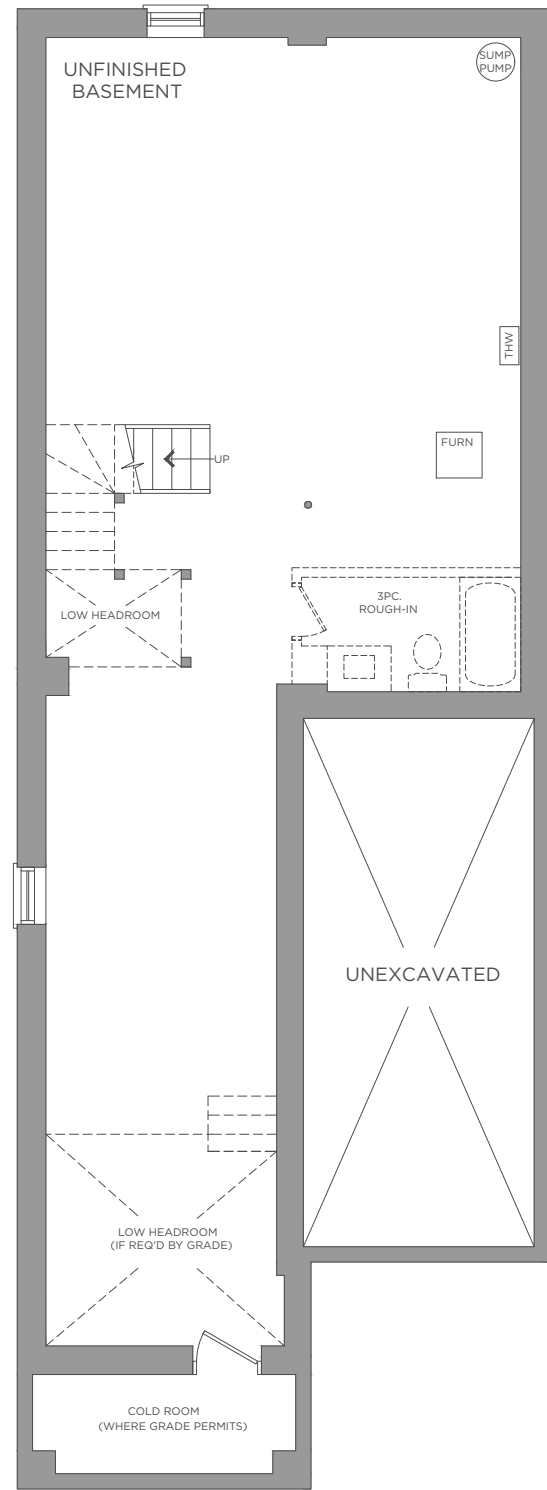 UNFINISHED
BASEMENT
SUMP
PUMP
THW
FURN
UP
3PC.
ROUGH-IN
LOW HEADROOM
UNEXCAVATED
LOW HEADROOM
(IF REQ'D BY GRADE)
COLD ROOM
(WHERE GRADE PERMITS)